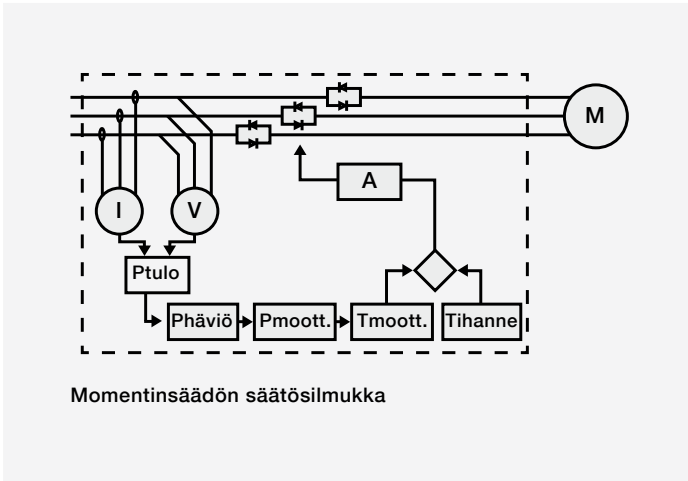 M
A
I
V
Ptulo
Phäviö
Pmoott.
Tmoott.
Tihanne
Momentinsäädön säätösilmukka